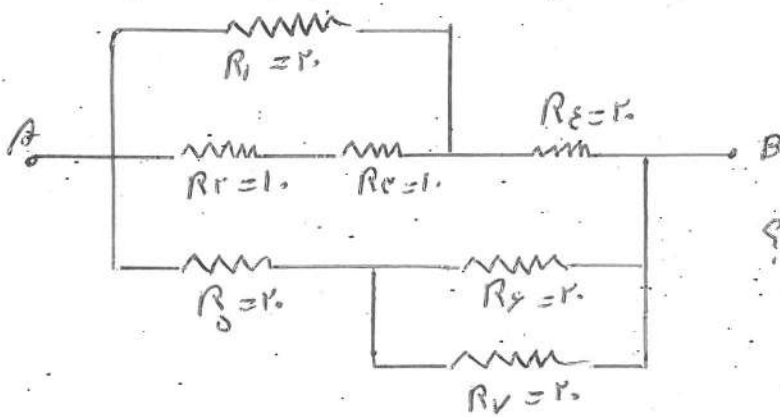 R۱ = ۲۰
A
R۲ = ۱۰ R۳ = ۱۰
R۴ = ۲۰
B
؟
R۵ = ۲۰
R۶ = ۲۰
R۷ = ۲۰